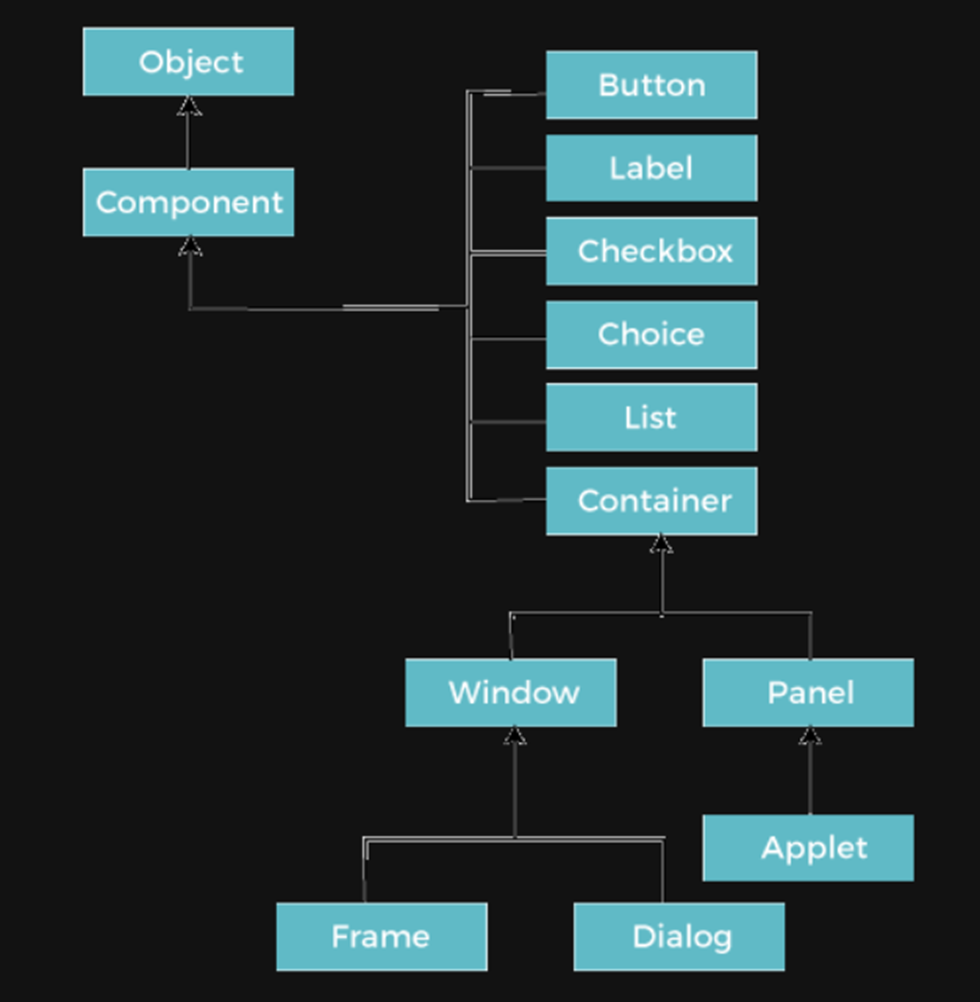 Object
Component
Button
Label
Checkbox
Choice
List
Container
Window
Panel
Applet
Frame
Dialog